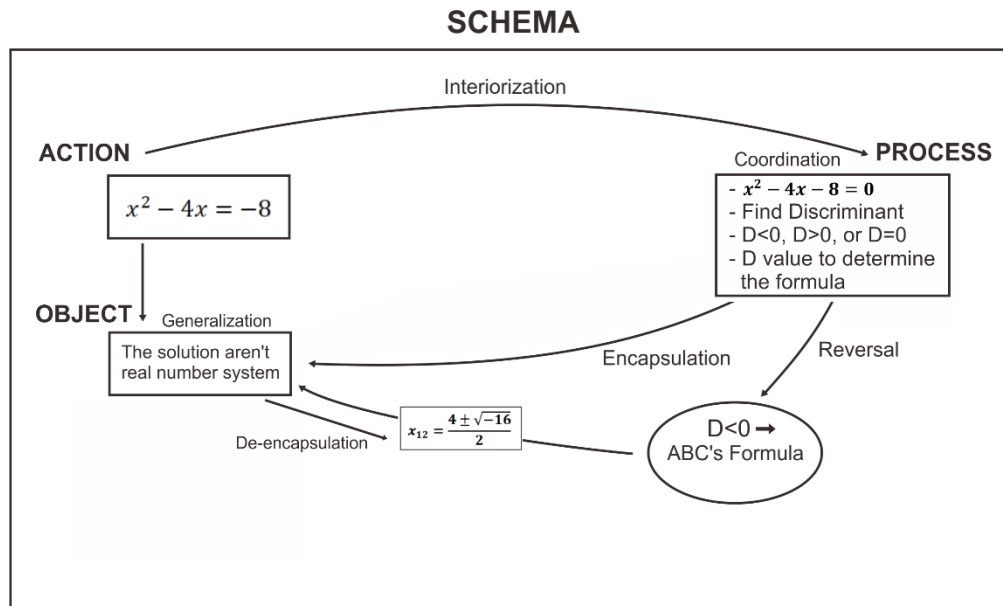 SCHEMA
Interiorization
ACTION
PROCESS
Coordination
x² − 4x = −8
- x² − 4x − 8 = 0
- Find Discriminant
- D<0, D>0, or D=0
- D value to determine
the formula
OBJECT
Generalization
The solution aren't
real number system
Encapsulation
Reversal
De-encapsulation
x₁₂ = (4 ± √−16) / 2
D<0 ➞
ABC's Formula